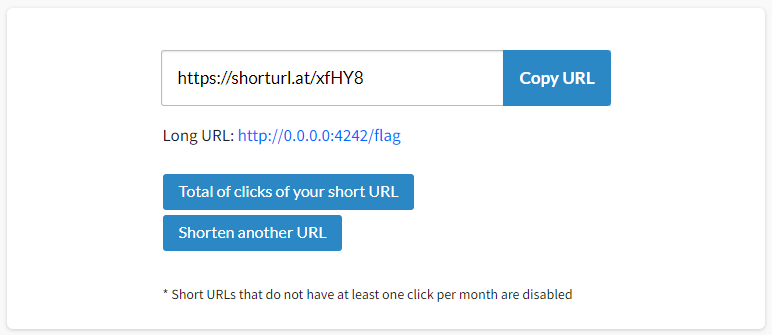 https://shorturl.at/xfHY8 Copy URL
Long URL: http://0.0.0.0:4242/flag
Total of clicks of your short URL
Shorten another URL
* Short URLs that do not have at least one click per month are disabled